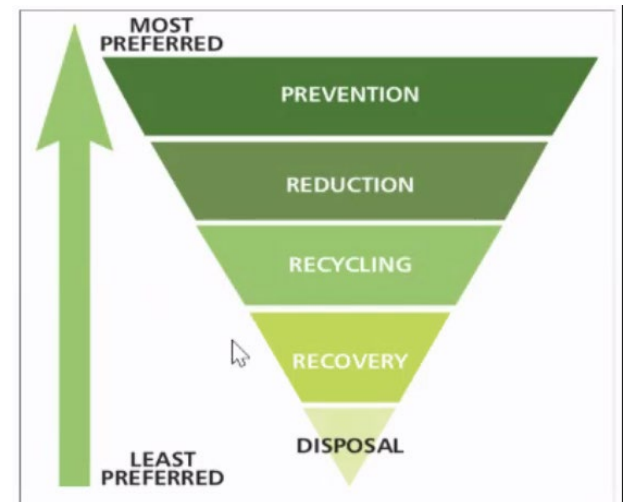 MOST
PREFERRED
PREVENTION
REDUCTION
RECYCLING
RECOVERY
DISPOSAL
LEAST
PREFERRED